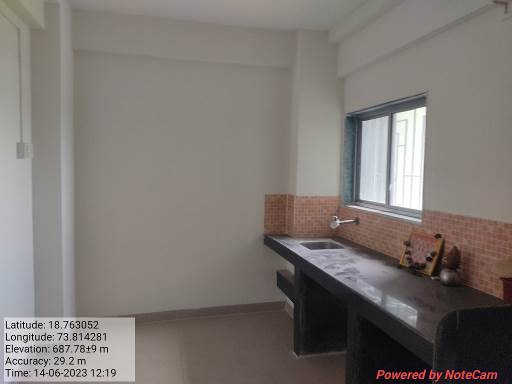 Latitude: 18.763052
Longitude: 73.814281
Elevation: 687.78±9 m
Accuracy: 29.2 m
Time: 14-06-2023 12:19
Powered by NoteCam